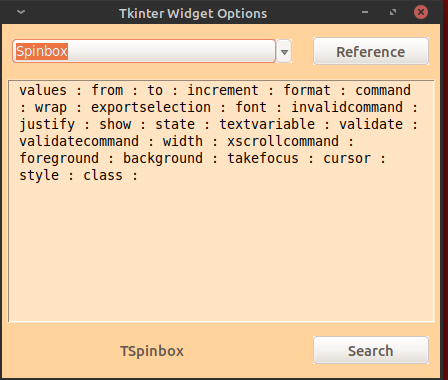 Tkinter Widget Options
Spinbox
Reference
values : from : to : increment : format : command
: wrap : exportselection : font : invalidcommand :
justify : show : state : textvariable : validate :
validatecommand : width : xscrollcommand :
foreground : background : takefocus : cursor :
style : class :
TSpinbox
Search